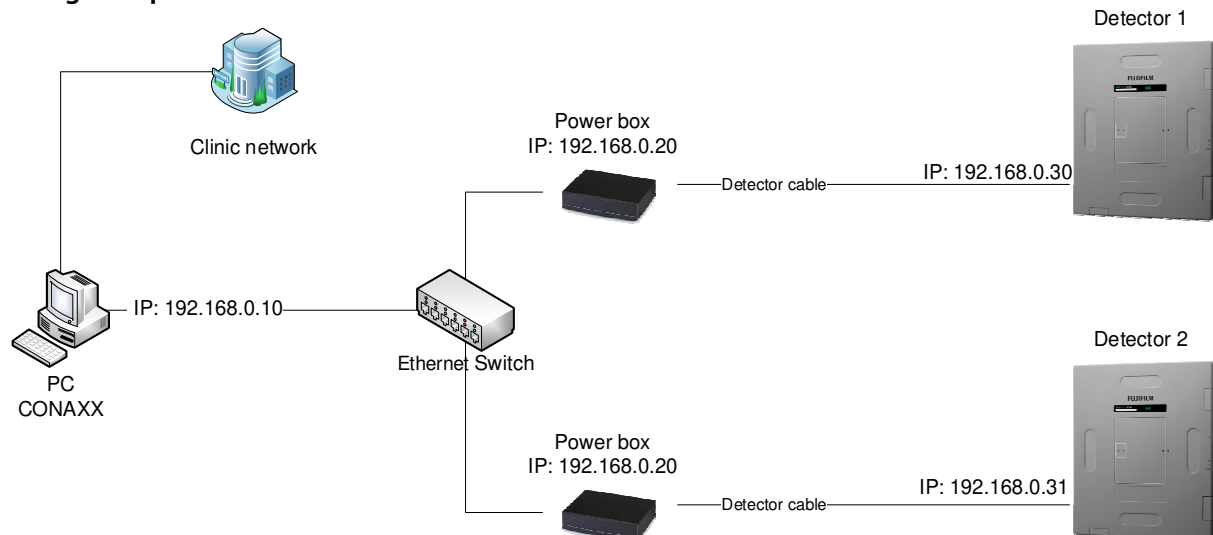 Detector 1
FUJIFILM
Clinic network
Power box
IP: 192.168.0.20
Detector cable
IP: 192.168.0.30
IP: 192.168.0.10
Ethernet Switch
PC
CONAXX
Detector 2
FUJIFILM
Power box
IP: 192.168.0.20
Detector cable
IP: 192.168.0.31